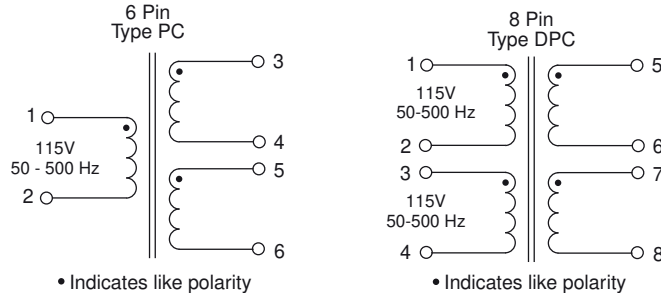 6 Pin
Type PC
1
115V
50 - 500 Hz
2
3
4
5
6
• Indicates like polarity
8 Pin
Type DPC
1
115V
50-500 Hz
2
3
115V
50-500 Hz
4
5
6
7
8
• Indicates like polarity